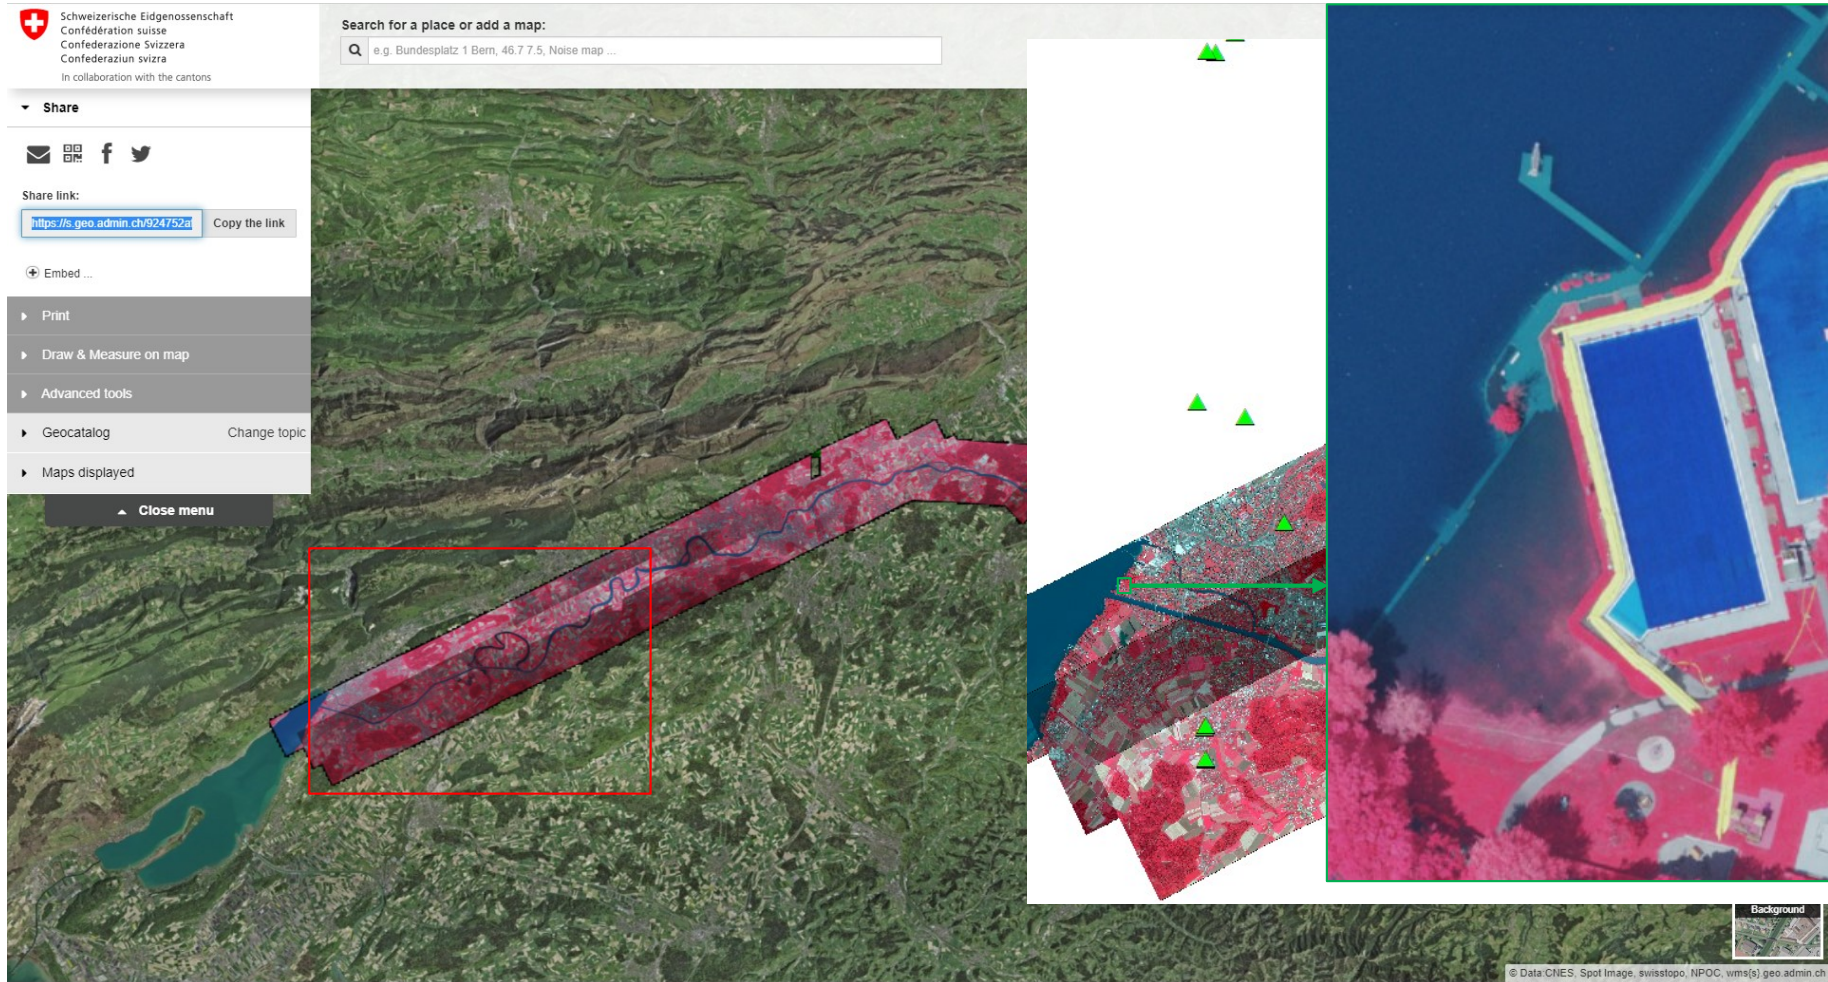 Schweizerische Eidgenossenschaft
Confédération suisse
Confederazione Svizzera
Confederaziun svizra
In collaboration with the cantons
Search for a place or add a map:
e.g. Bundesplatz 1 Bern, 46.7 7.5, Noise map ...
Share
Share link:
https://s.geo.admin.ch/924752a
Copy the link
Embed ...
Print
Draw & Measure on map
Advanced tools
Geocatalog
Change topic
Maps displayed
Close menu
Background
© Data:CNES, Spot Image, swisstopo, NPOC, wms{s}.geo.admin.ch